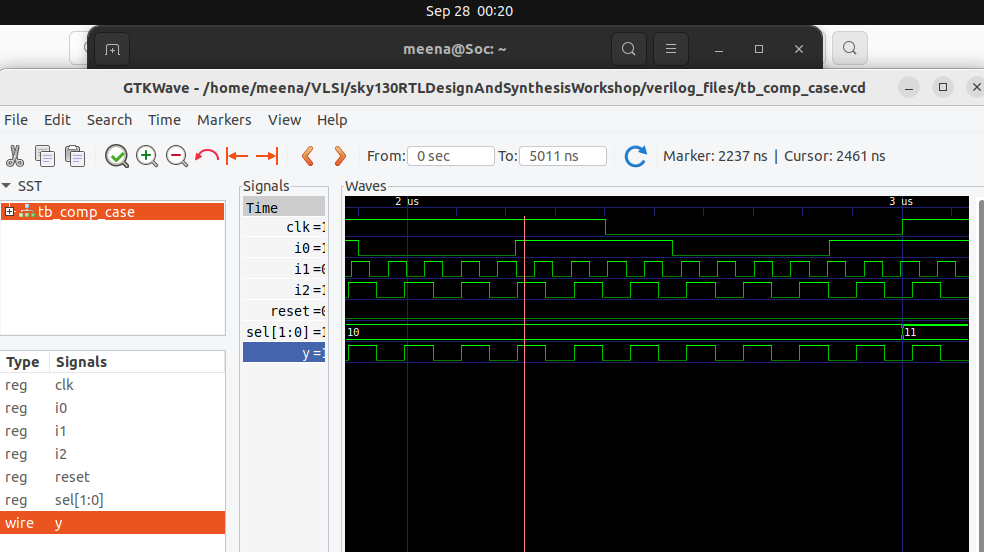 Sep 28 00:20
meena@Soc: ~
GTKWave - /home/meena/VLSI/sky130RTLDesignAndSynthesisWorkshop/verilog_files/tb_comp_case.vcd
File Edit Search Time Markers View Help
From: 0 sec To: 5011 ns Marker: 2237 ns | Cursor: 2461 ns
SST
tb_comp_case
Type Signals
reg clk
reg i0
reg i1
reg i2
reg reset
reg sel[1:0]
wire y
Signals
Time
clk =1
i0 =1
i1 =0
i2 =1
reset =0
sel[1:0] =1
y =1
Waves
2 us 3 us
10 11